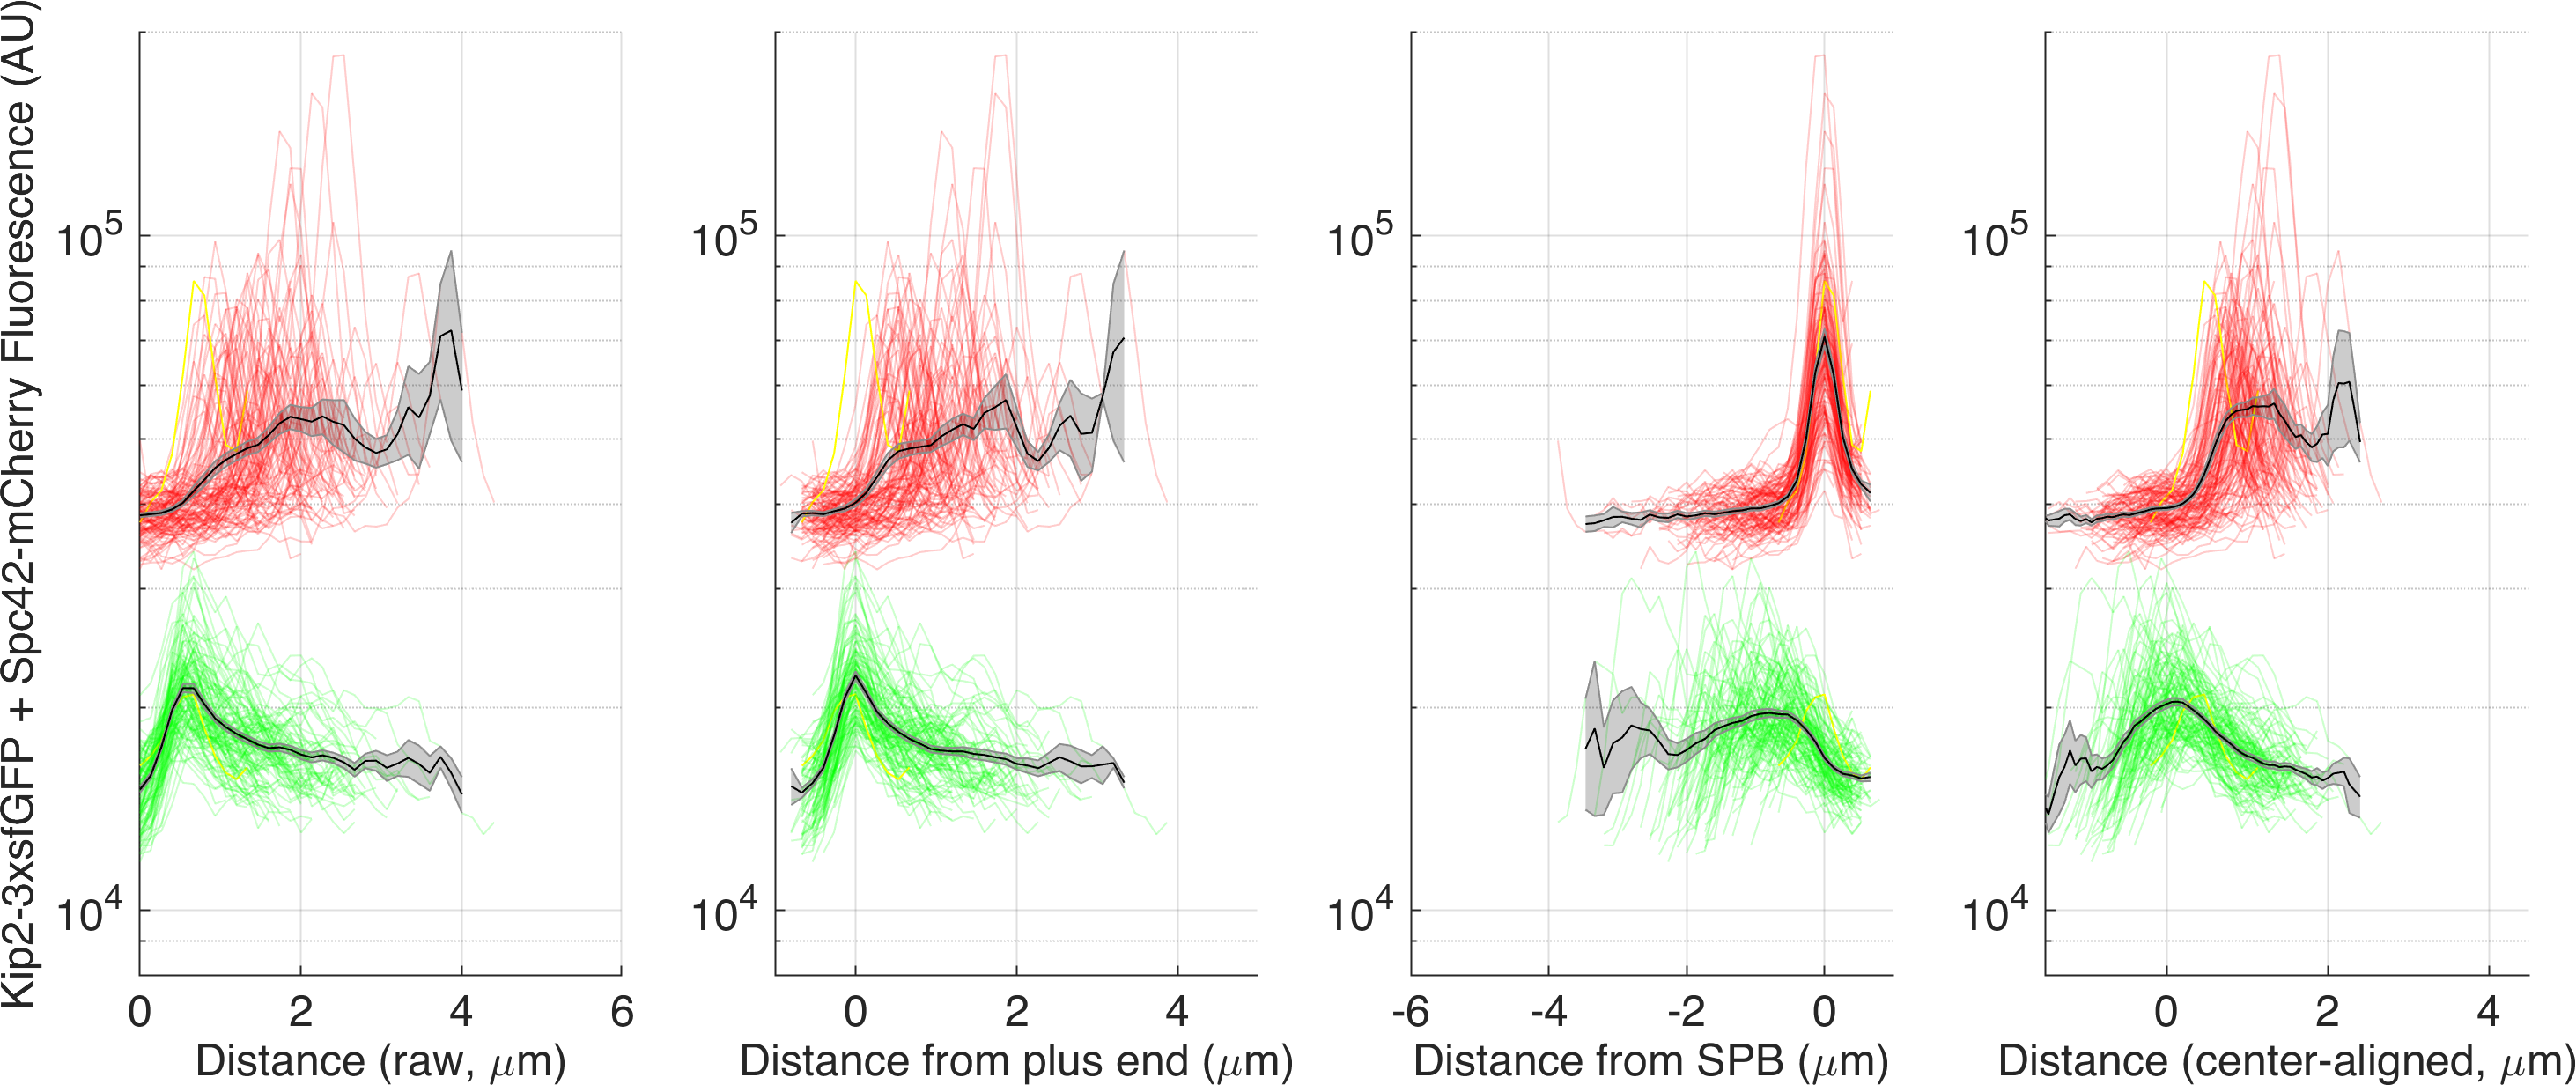 Kip2-3xsfGFP + Spc42-mCherry Fluorescence (AU)
10^5
10^4
0 2 4 6
Distance (raw, μm)
10^5
10^4
0 2 4
Distance from plus end (μm)
10^5
10^4
-6 -4 -2 0
Distance from SPB (μm)
10^5
10^4
0 2 4
Distance (center-aligned, μm)